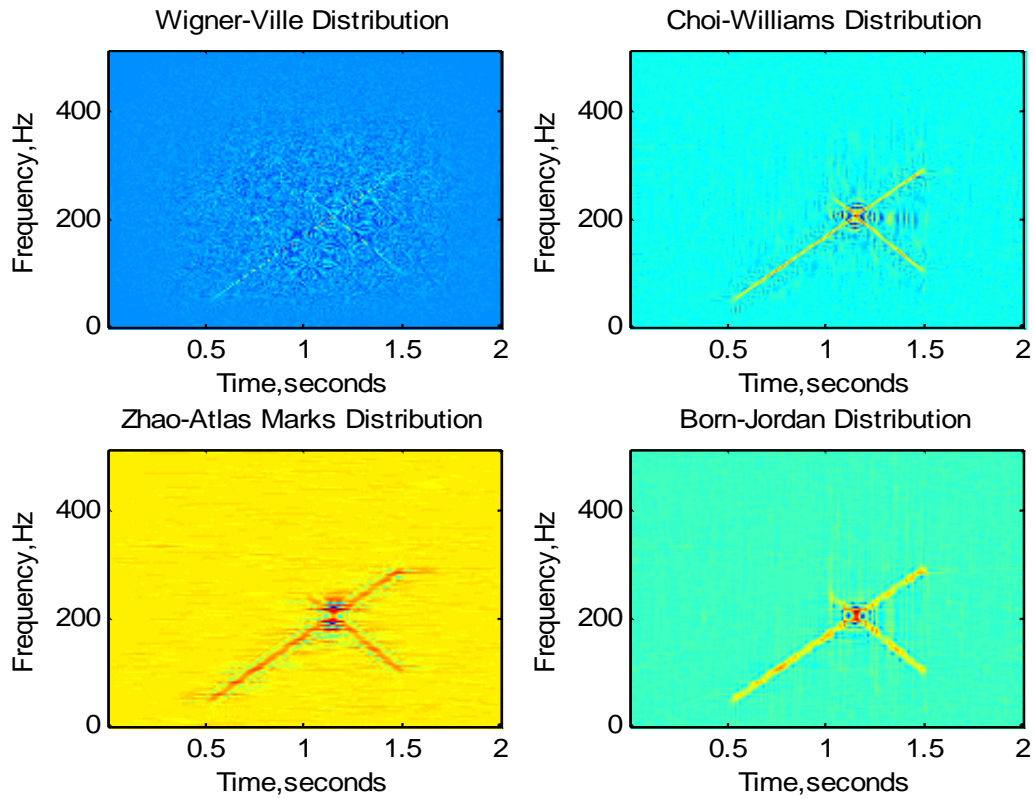 Wigner-Ville Distribution
Frequency,Hz
400
200
0
0.5 1 1.5 2
Time,seconds
Choi-Williams Distribution
Frequency,Hz
400
200
0
0.5 1 1.5 2
Time,seconds
Zhao-Atlas Marks Distribution
Frequency,Hz
400
200
0
0.5 1 1.5 2
Time,seconds
Born-Jordan Distribution
Frequency,Hz
400
200
0
0.5 1 1.5 2
Time,seconds